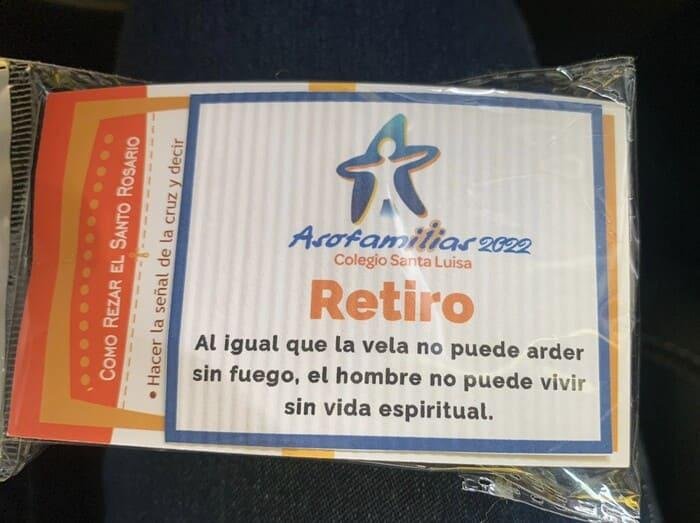 COMO REZAR EL SANTO ROSARIO
• Hacer la señal de la cruz y decir
Asofamilias 2022
Colegio Santa Luisa
Retiro
Al igual que la vela no puede arder
sin fuego, el hombre no puede vivir
sin vida espiritual.